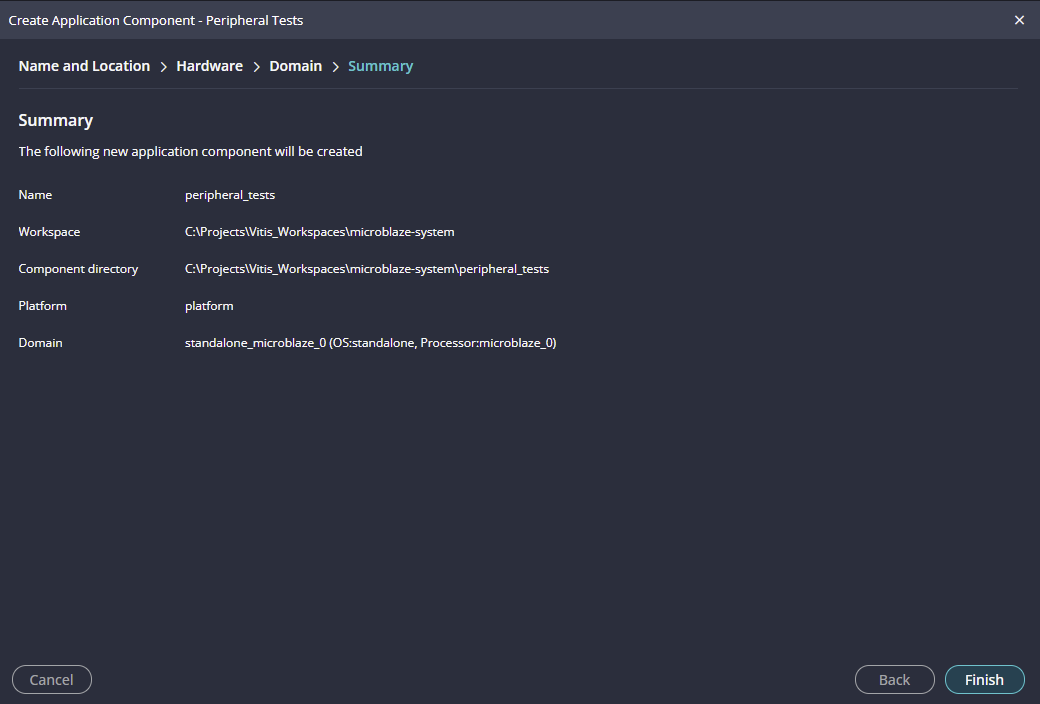 Create Application Component - Peripheral Tests
Name and Location > Hardware > Domain > Summary
Summary
The following new application component will be created
Name peripheral_tests
Workspace C:\Projects\Vitis_Workspaces\microblaze-system
Component directory C:\Projects\Vitis_Workspaces\microblaze-system\peripheral_tests
Platform platform
Domain standalone_microblaze_0 (OS:standalone, Processor:microblaze_0)
Cancel Back Finish